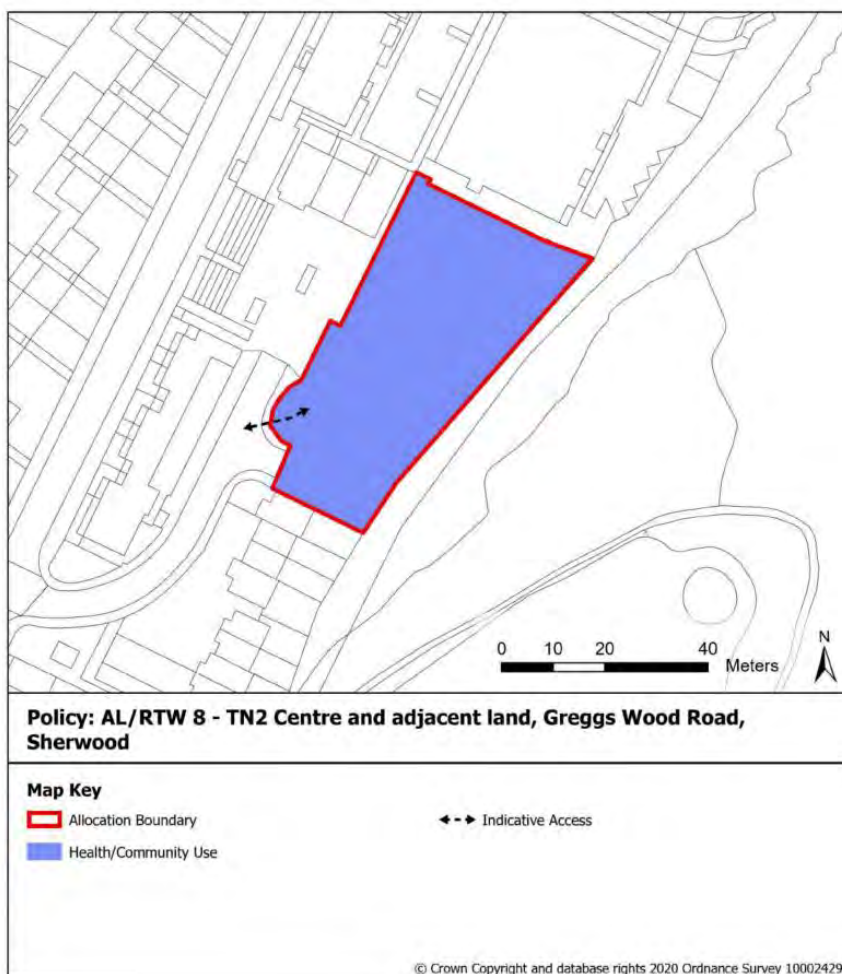 N
0 10 20 40
Meters
Policy: AL/RTW 8 - TN2 Centre and adjacent land, Greggs Wood Road,
Sherwood
Map Key
Allocation Boundary
Indicative Access
Health/Community Use
© Crown Copyright and database rights 2020 Ordnance Survey 10002429